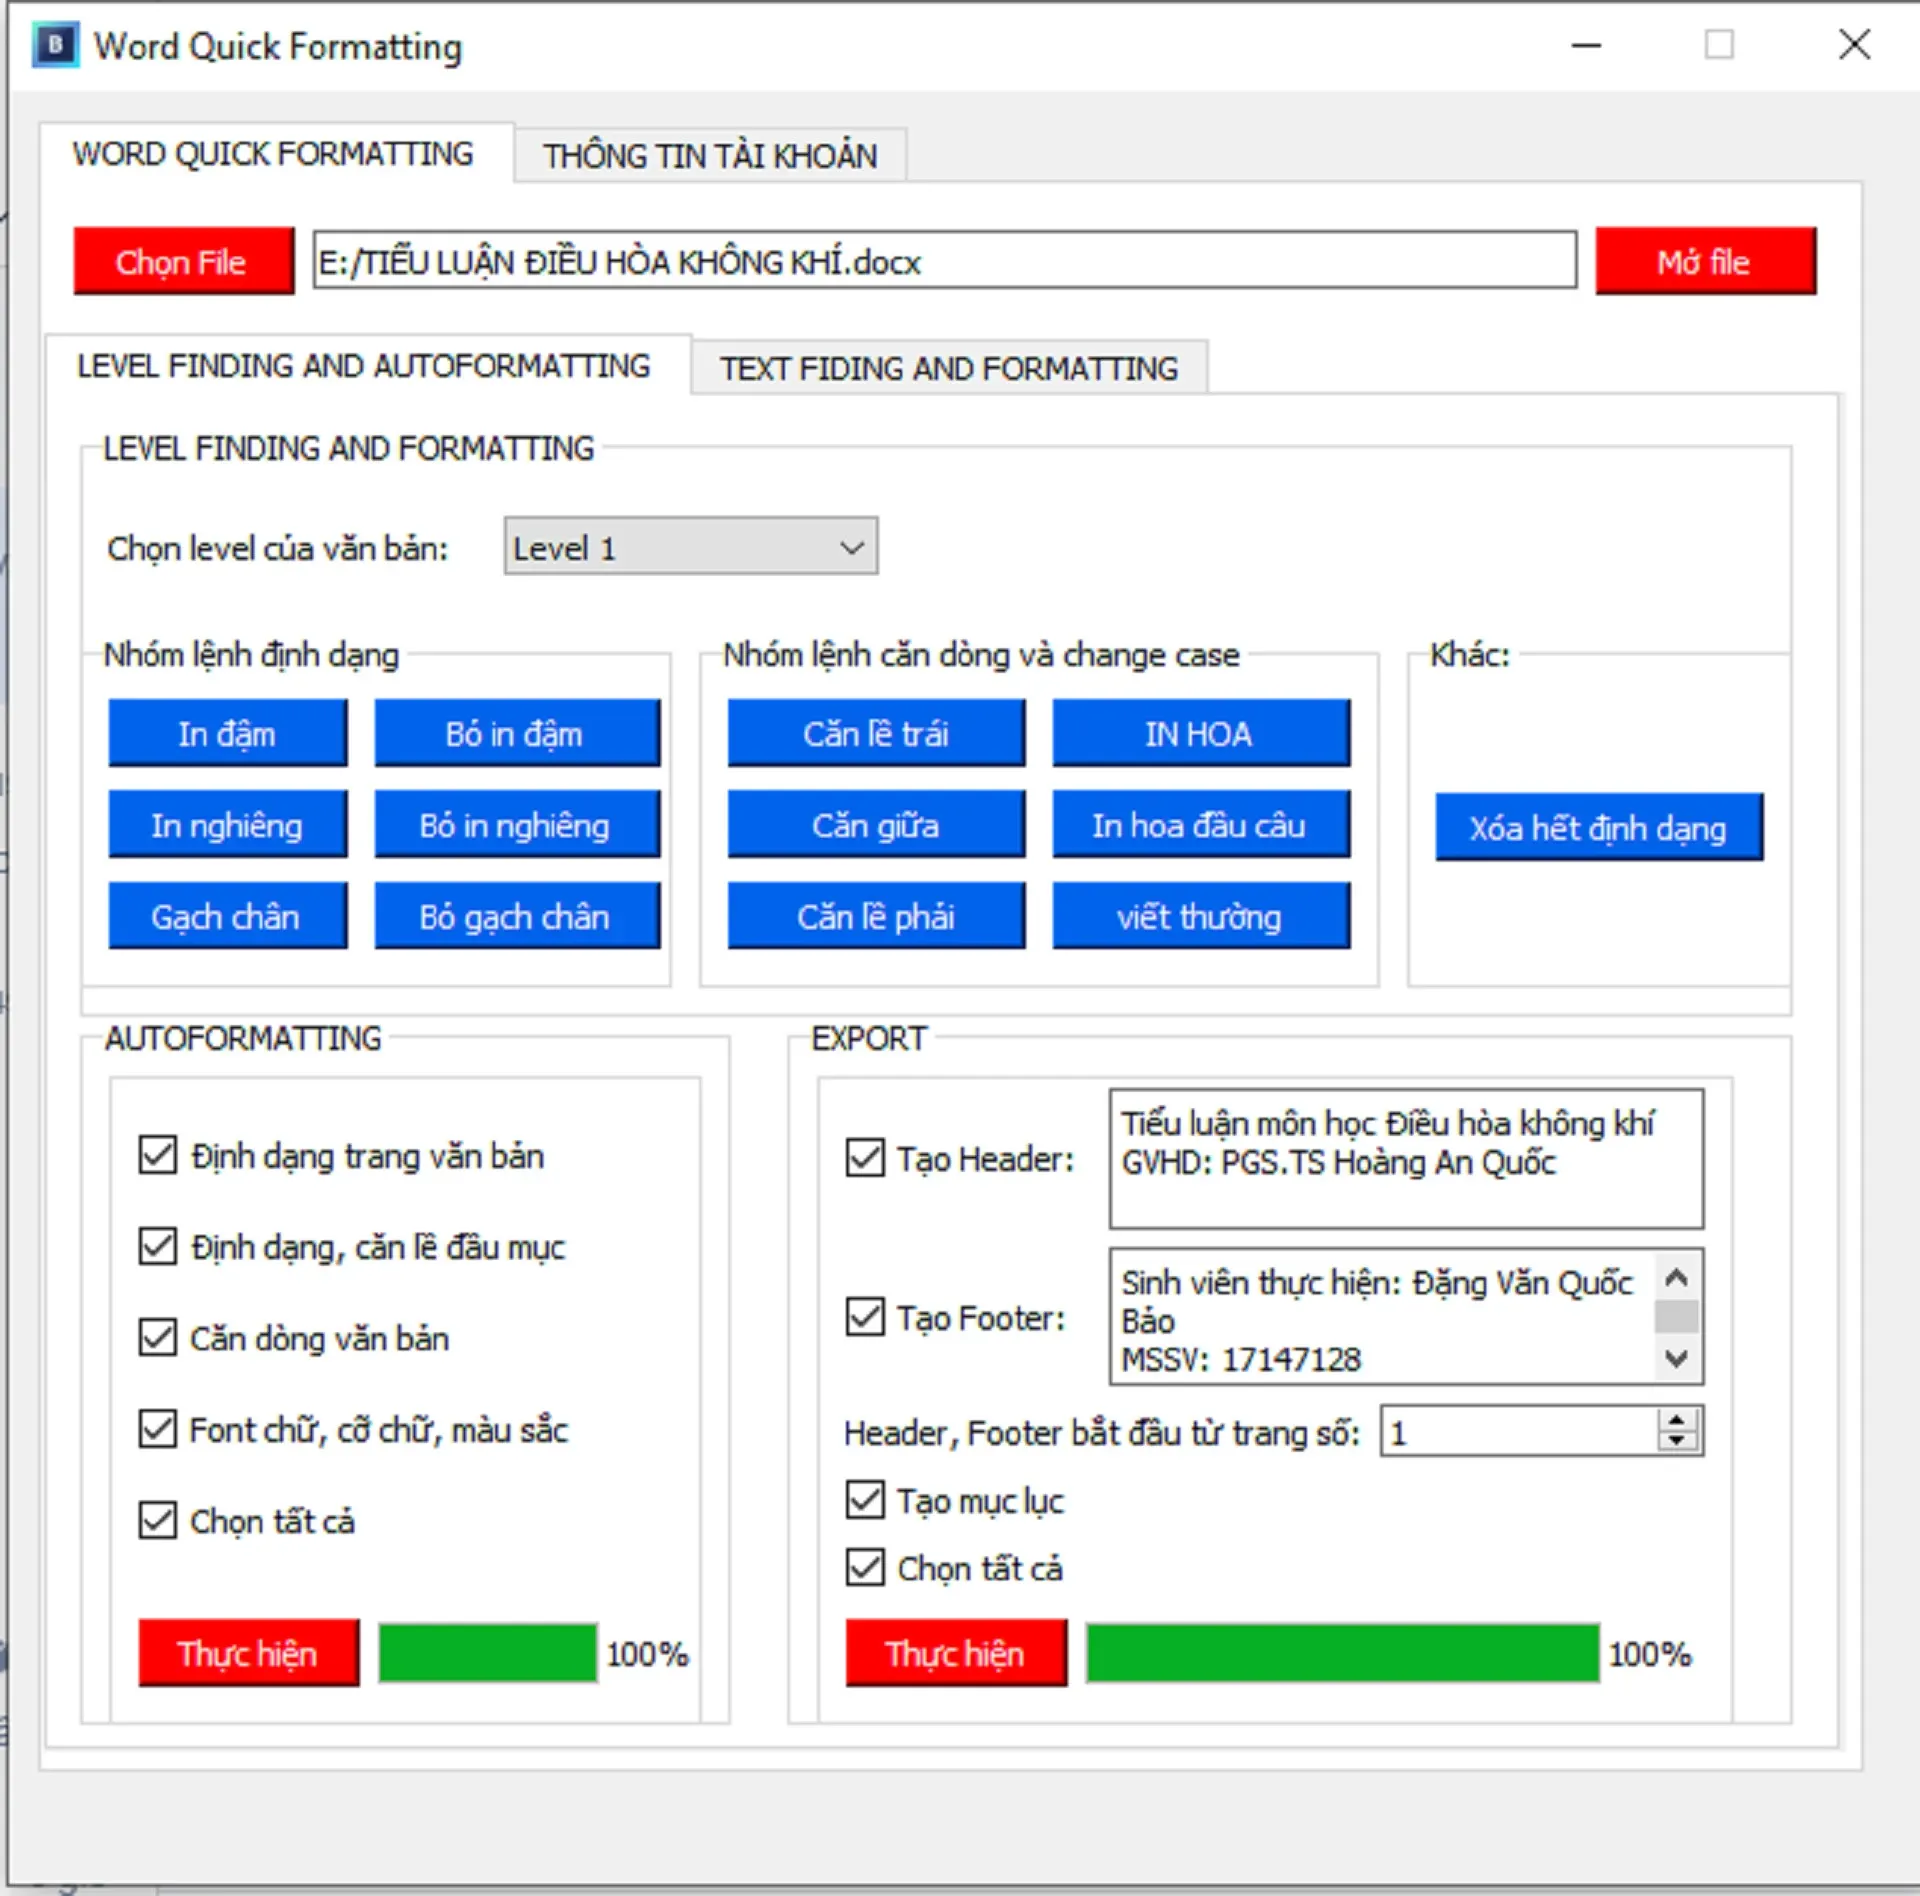 B Word Quick Formatting
WORD QUICK FORMATTING
THÔNG TIN TÀI KHOẢN
Chọn File
E:/TIỂU LUẬN ĐIỀU HÒA KHÔNG KHÍ.docx
Mở file
LEVEL FINDING AND AUTOFORMATTING
TEXT FIDING AND FORMATTING
LEVEL FINDING AND FORMATTING
Chọn level của văn bản:
Level 1
Nhóm lệnh định dạng
In đậm
Bỏ in đậm
In nghiêng
Bỏ in nghiêng
Gạch chân
Bỏ gạch chân
Nhóm lệnh căn dòng và change case
Căn lề trái
IN HOA
Căn giữa
In hoa đầu câu
Căn lề phải
viết thường
Khác:
Xóa hết định dạng
AUTOFORMATTING
Định dạng trang văn bản
Định dạng, căn lề đầu mục
Căn dòng văn bản
Font chữ, cỡ chữ, màu sắc
Chọn tất cả
Thực hiện
100%
EXPORT
Tạo Header:
Tiểu luận môn học Điều hòa không khí
GVHD: PGS.TS Hoàng An Quốc
Tạo Footer:
Sinh viên thực hiện: Đặng Văn Quốc
Bảo
MSSV: 17147128
Header, Footer bắt đầu từ trang số:
1
Tạo mục lục
Chọn tất cả
Thực hiện
100%